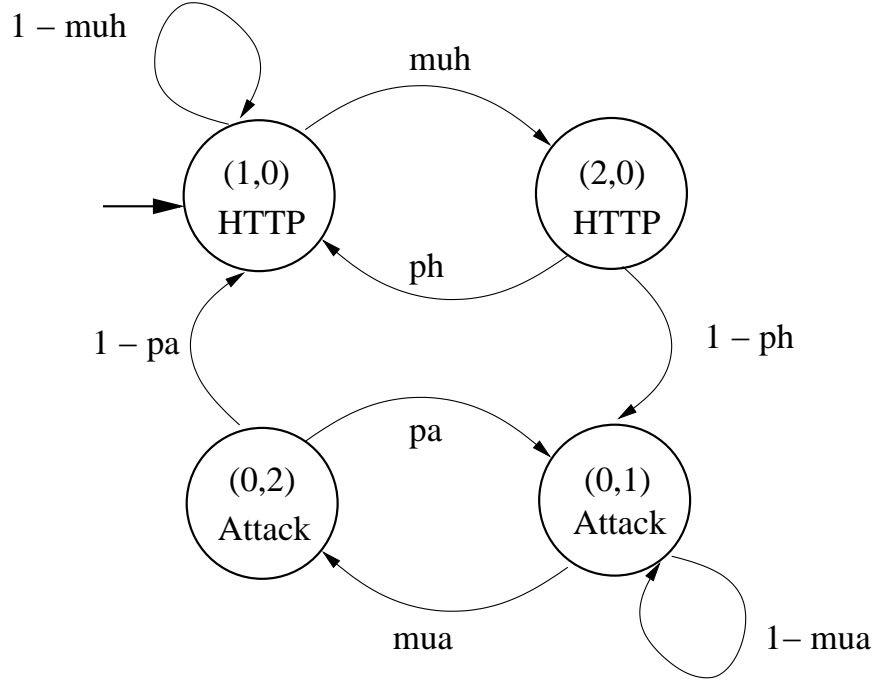 1 – muh
muh
(1,0)
HTTP
(2,0)
HTTP
ph
1 – pa
1 – ph
pa
(0,2)
Attack
(0,1)
Attack
mua
1– mua